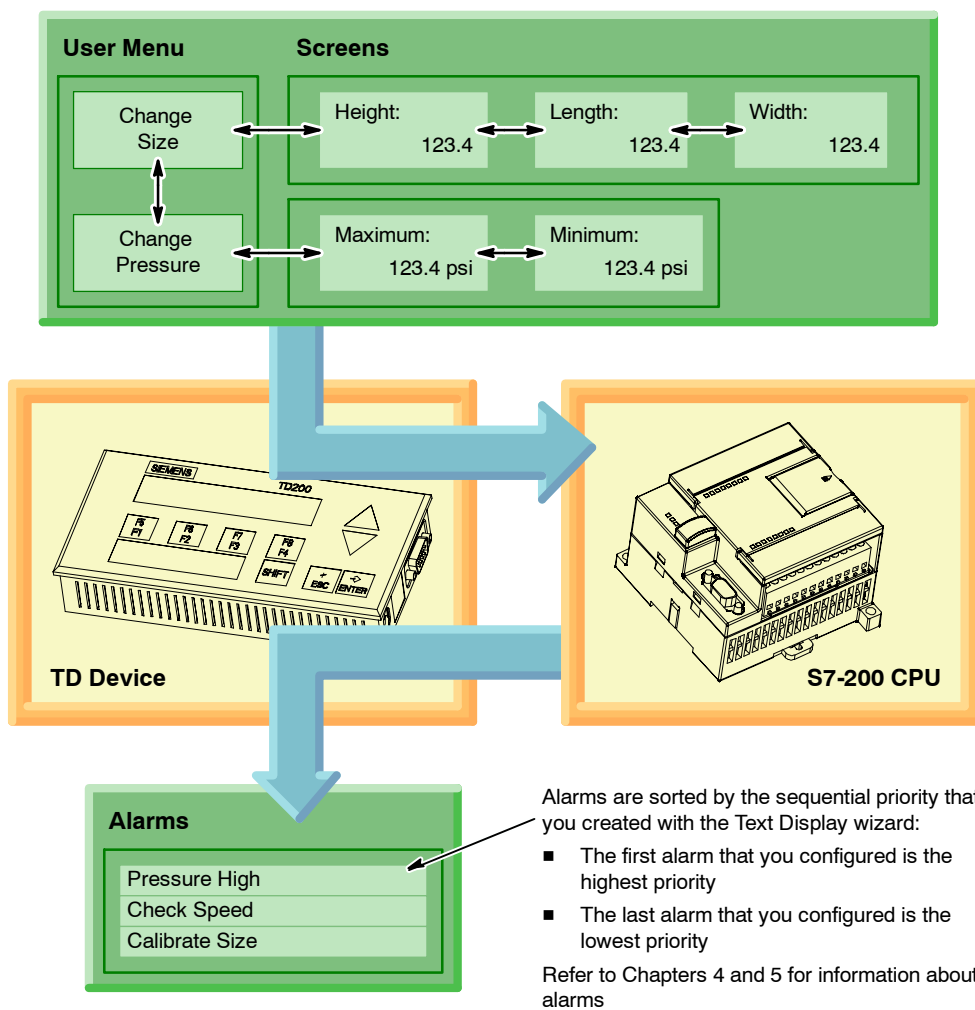 User Menu
Screens
Change
Size
Height:
123.4
Length:
123.4
Width:
123.4
Change
Pressure
Maximum:
123.4 psi
Minimum:
123.4 psi
SIEMENS
TD200
F5
F1
F6
F2
F7
F3
F8
F4
SHIFT
ESC
ENTER
TD Device
S7-200 CPU
Alarms
Pressure High
Check Speed
Calibrate Size
Alarms are sorted by the sequential priority that
you created with the Text Display wizard:
■ The first alarm that you configured is the
highest priority
■ The last alarm that you configured is the
lowest priority
Refer to Chapters 4 and 5 for information about
alarms